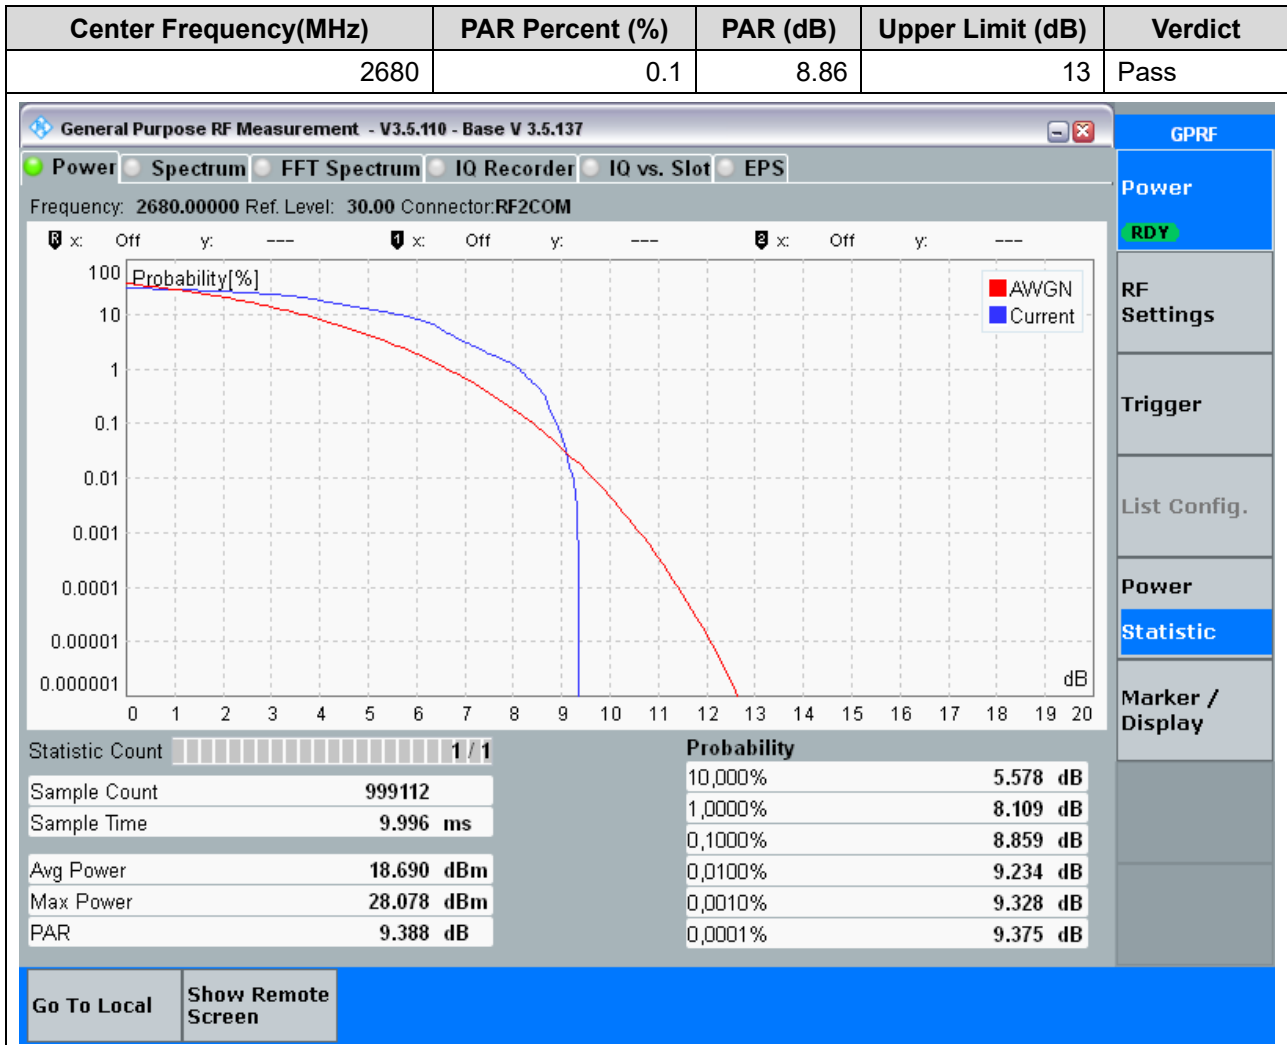 Center Frequency(MHz) PAR Percent (%) PAR (dB) Upper Limit (dB) Verdict
2680 0.1 8.86 13 Pass
General Purpose RF Measurement - V3.5.110 - Base V 3.5.137
GPRF
Power Spectrum FFT Spectrum IQ Recorder IQ vs. Slot EPS
Frequency: 2680.00000 Ref. Level: 30.00 Connector:RF2COM
R x: Off y: --- 1 x: Off y: --- 2 x: Off y: ---
Probability[%]
AWGN
Current
100
10
1
0.1
0.01
0.001
0.0001
0.00001
0.000001
dB
0 1 2 3 4 5 6 7 8 9 10 11 12 13 14 15 16 17 18 19 20
Statistic Count 1 / 1
Sample Count 999112
Sample Time 9.996 ms
Avg Power 18.690 dBm
Max Power 28.078 dBm
PAR 9.388 dB
Probability
10,000% 5.578 dB
1,0000% 8.109 dB
0,1000% 8.859 dB
0,0100% 9.234 dB
0,0010% 9.328 dB
0,0001% 9.375 dB
Power
RDY
RF
Settings
Trigger
List Config.
Power
Statistic
Marker /
Display
Go To Local
Show Remote
Screen